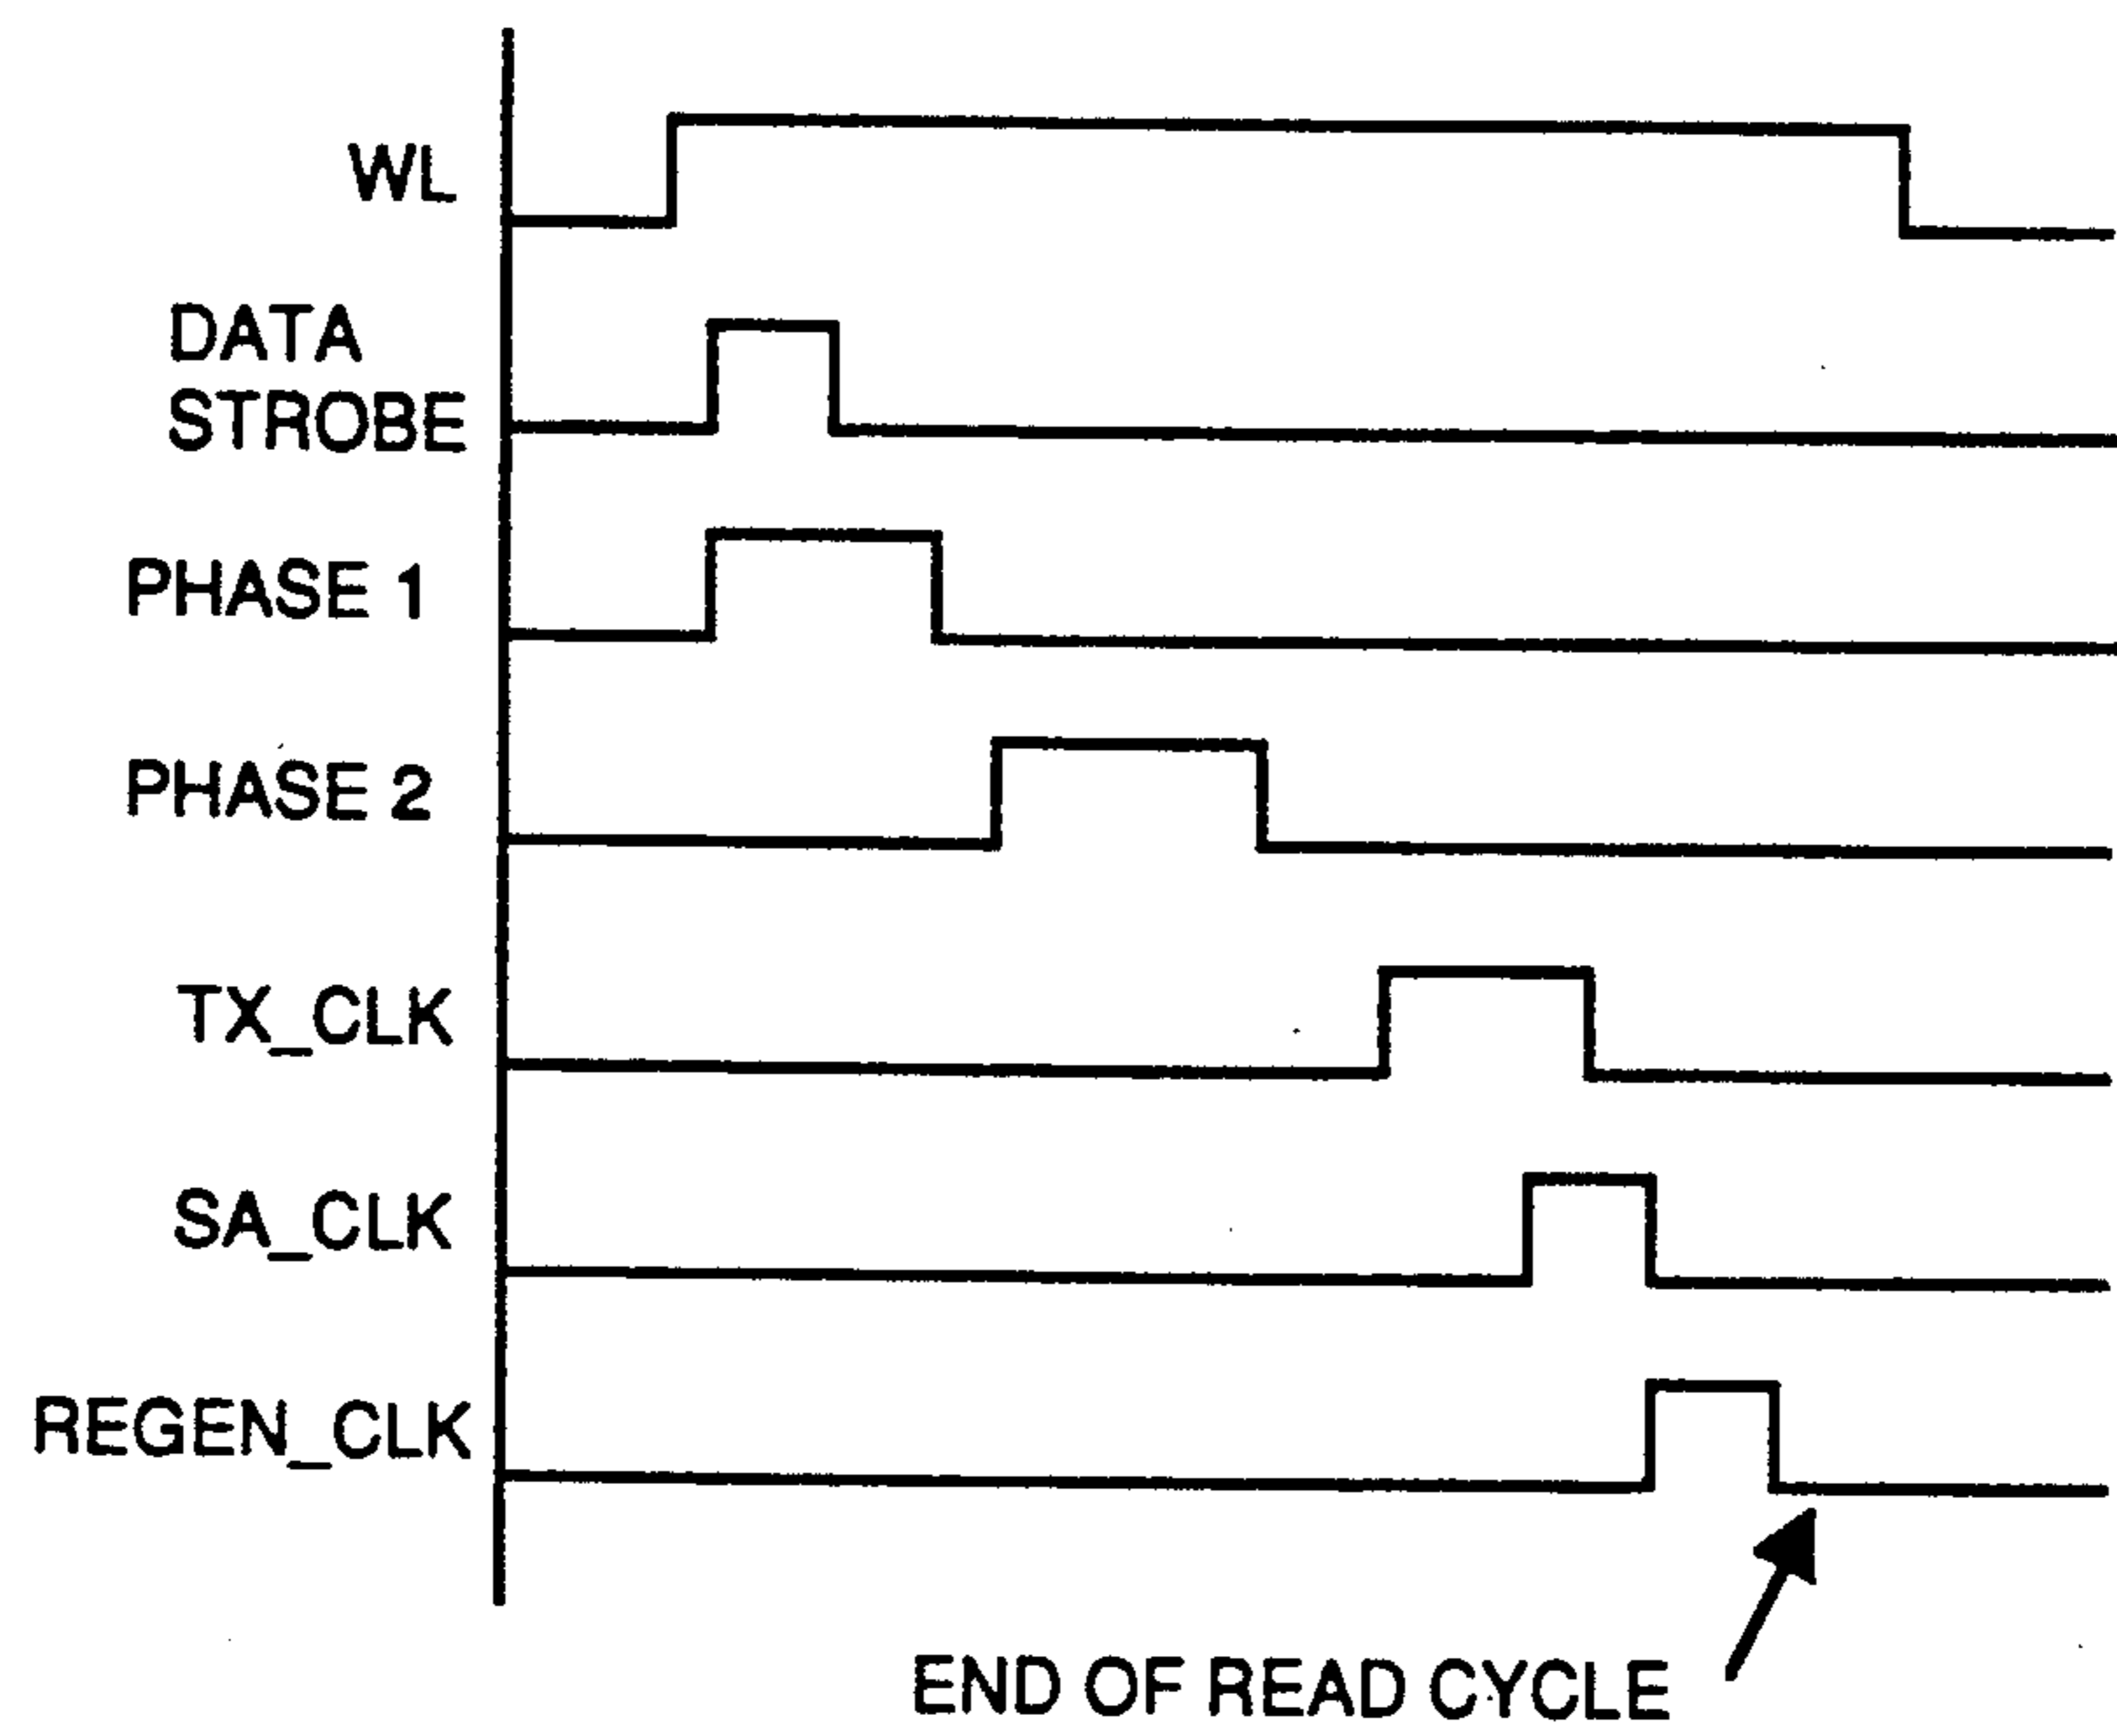 WL
DATA
STROBE
PHASE 1
PHASE 2
TX_CLK
SA_CLK
REGEN_CLK
END OF READ CYCLE